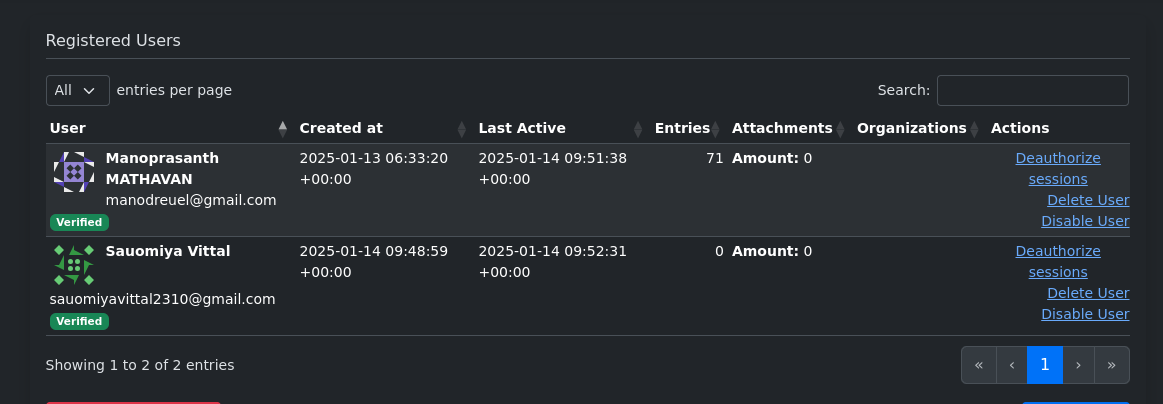 Registered Users
All entries per page Search:
User Created at Last Active Entries Attachments Organizations Actions
Manoprasanth 2025-01-13 06:33:20 2025-01-14 09:51:38 71 Amount: 0 Deauthorize
MATHAVAN +00:00 +00:00 sessions
manodreuel@gmail.com Delete User
Verified Disable User
Sauomiya Vittal 2025-01-14 09:48:59 2025-01-14 09:52:31 0 Amount: 0 Deauthorize
+00:00 +00:00 sessions
sauomiyavittal2310@gmail.com Delete User
Verified Disable User
Showing 1 to 2 of 2 entries « ‹ 1 › »